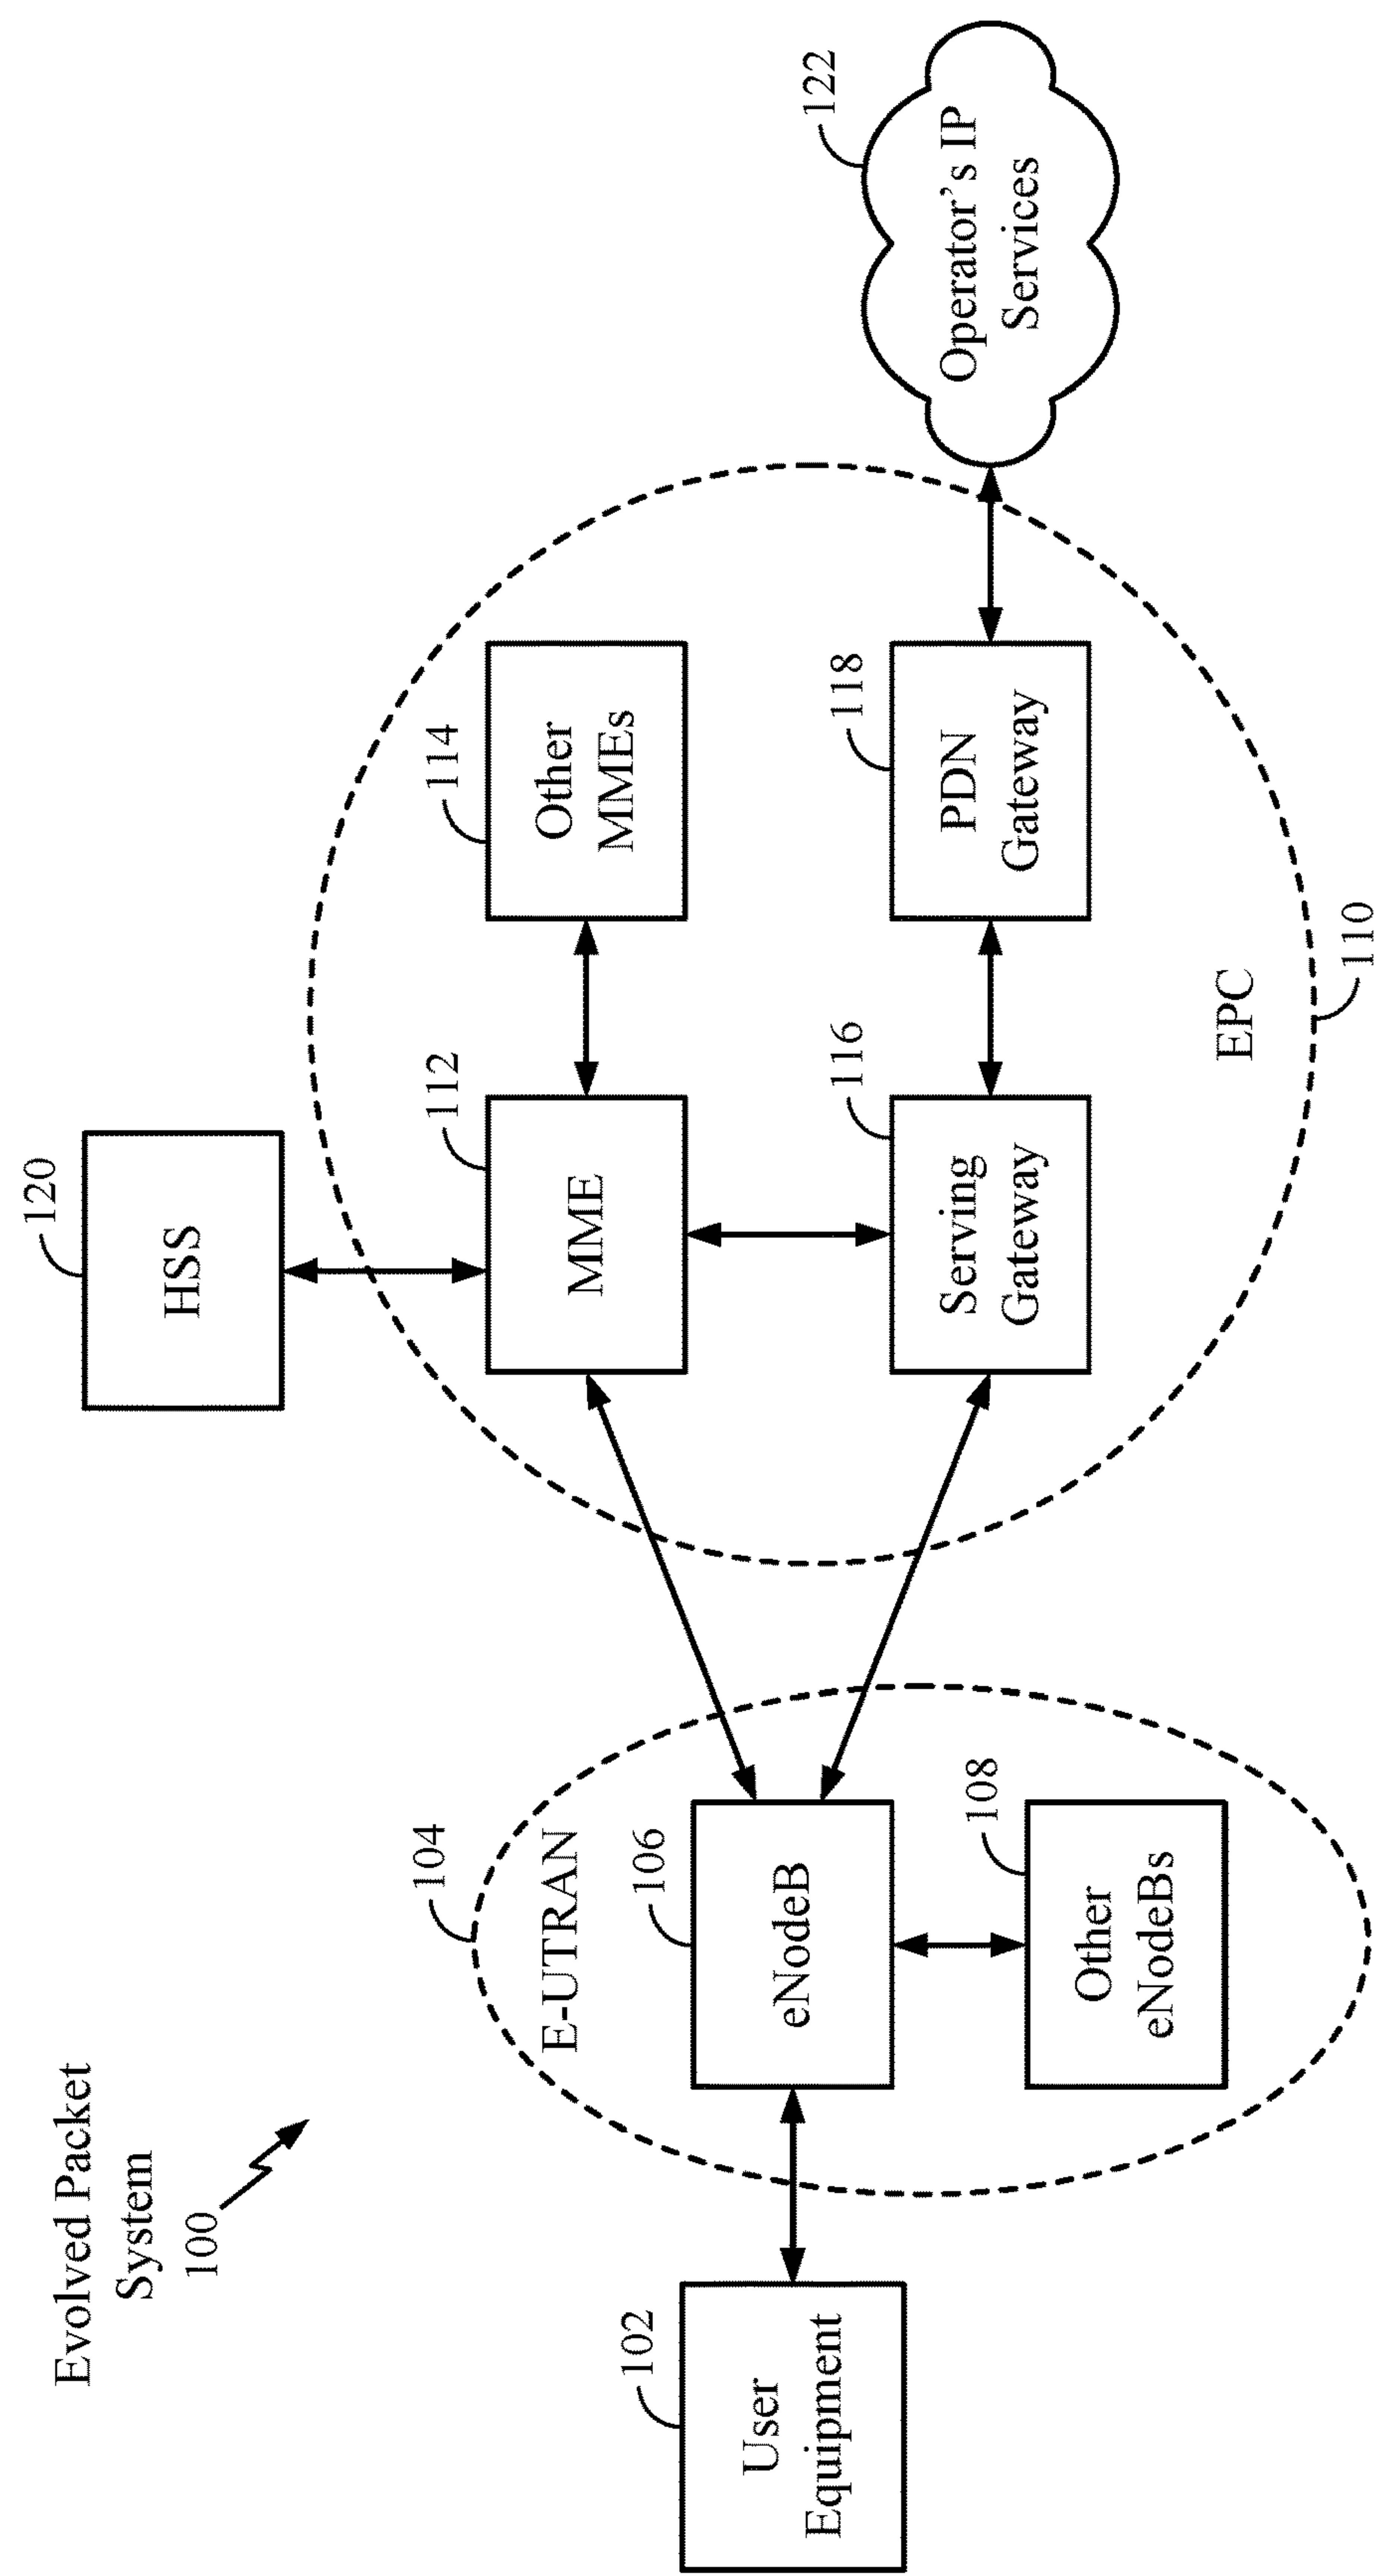 Evolved Packet
System
100
120
HSS
104
E-UTRAN
102
User
Equipment
106
eNodeB
108
Other
eNodeBs
112
MME
114
Other
MMEs
116
Serving
Gateway
118
PDN
Gateway
EPC
110
122
Operator's IP
Services